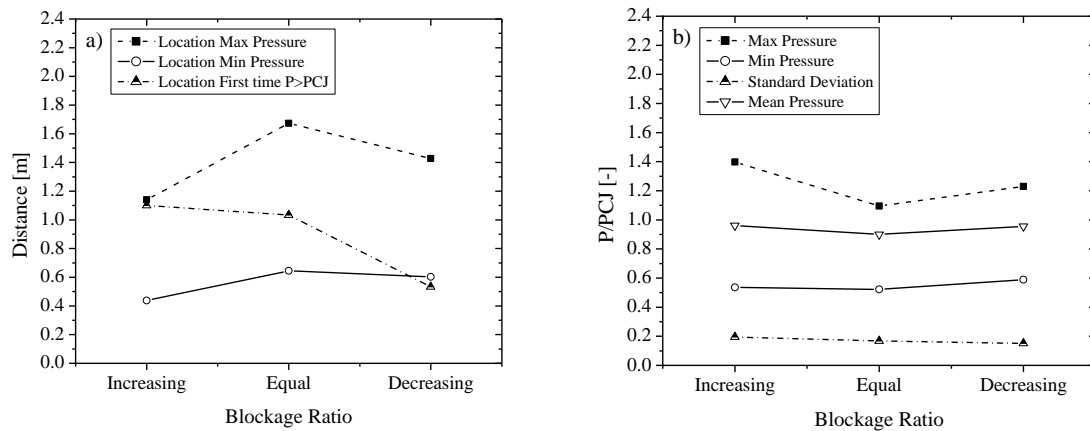 a)
Location Max Pressure
Location Min Pressure
Location First time P>PCJ
2.4
2.2
2.0
1.8
1.6
1.4
1.2
1.0
0.8
0.6
0.4
0.2
0.0
Distance [m]
Increasing Equal Decreasing
Blockage Ratio
b)
Max Pressure
Min Pressure
Standard Deviation
Mean Pressure
2.4
2.2
2.0
1.8
1.6
1.4
1.2
1.0
0.8
0.6
0.4
0.2
0.0
P/PCJ [-]
Increasing Equal Decreasing
Blockage Ratio